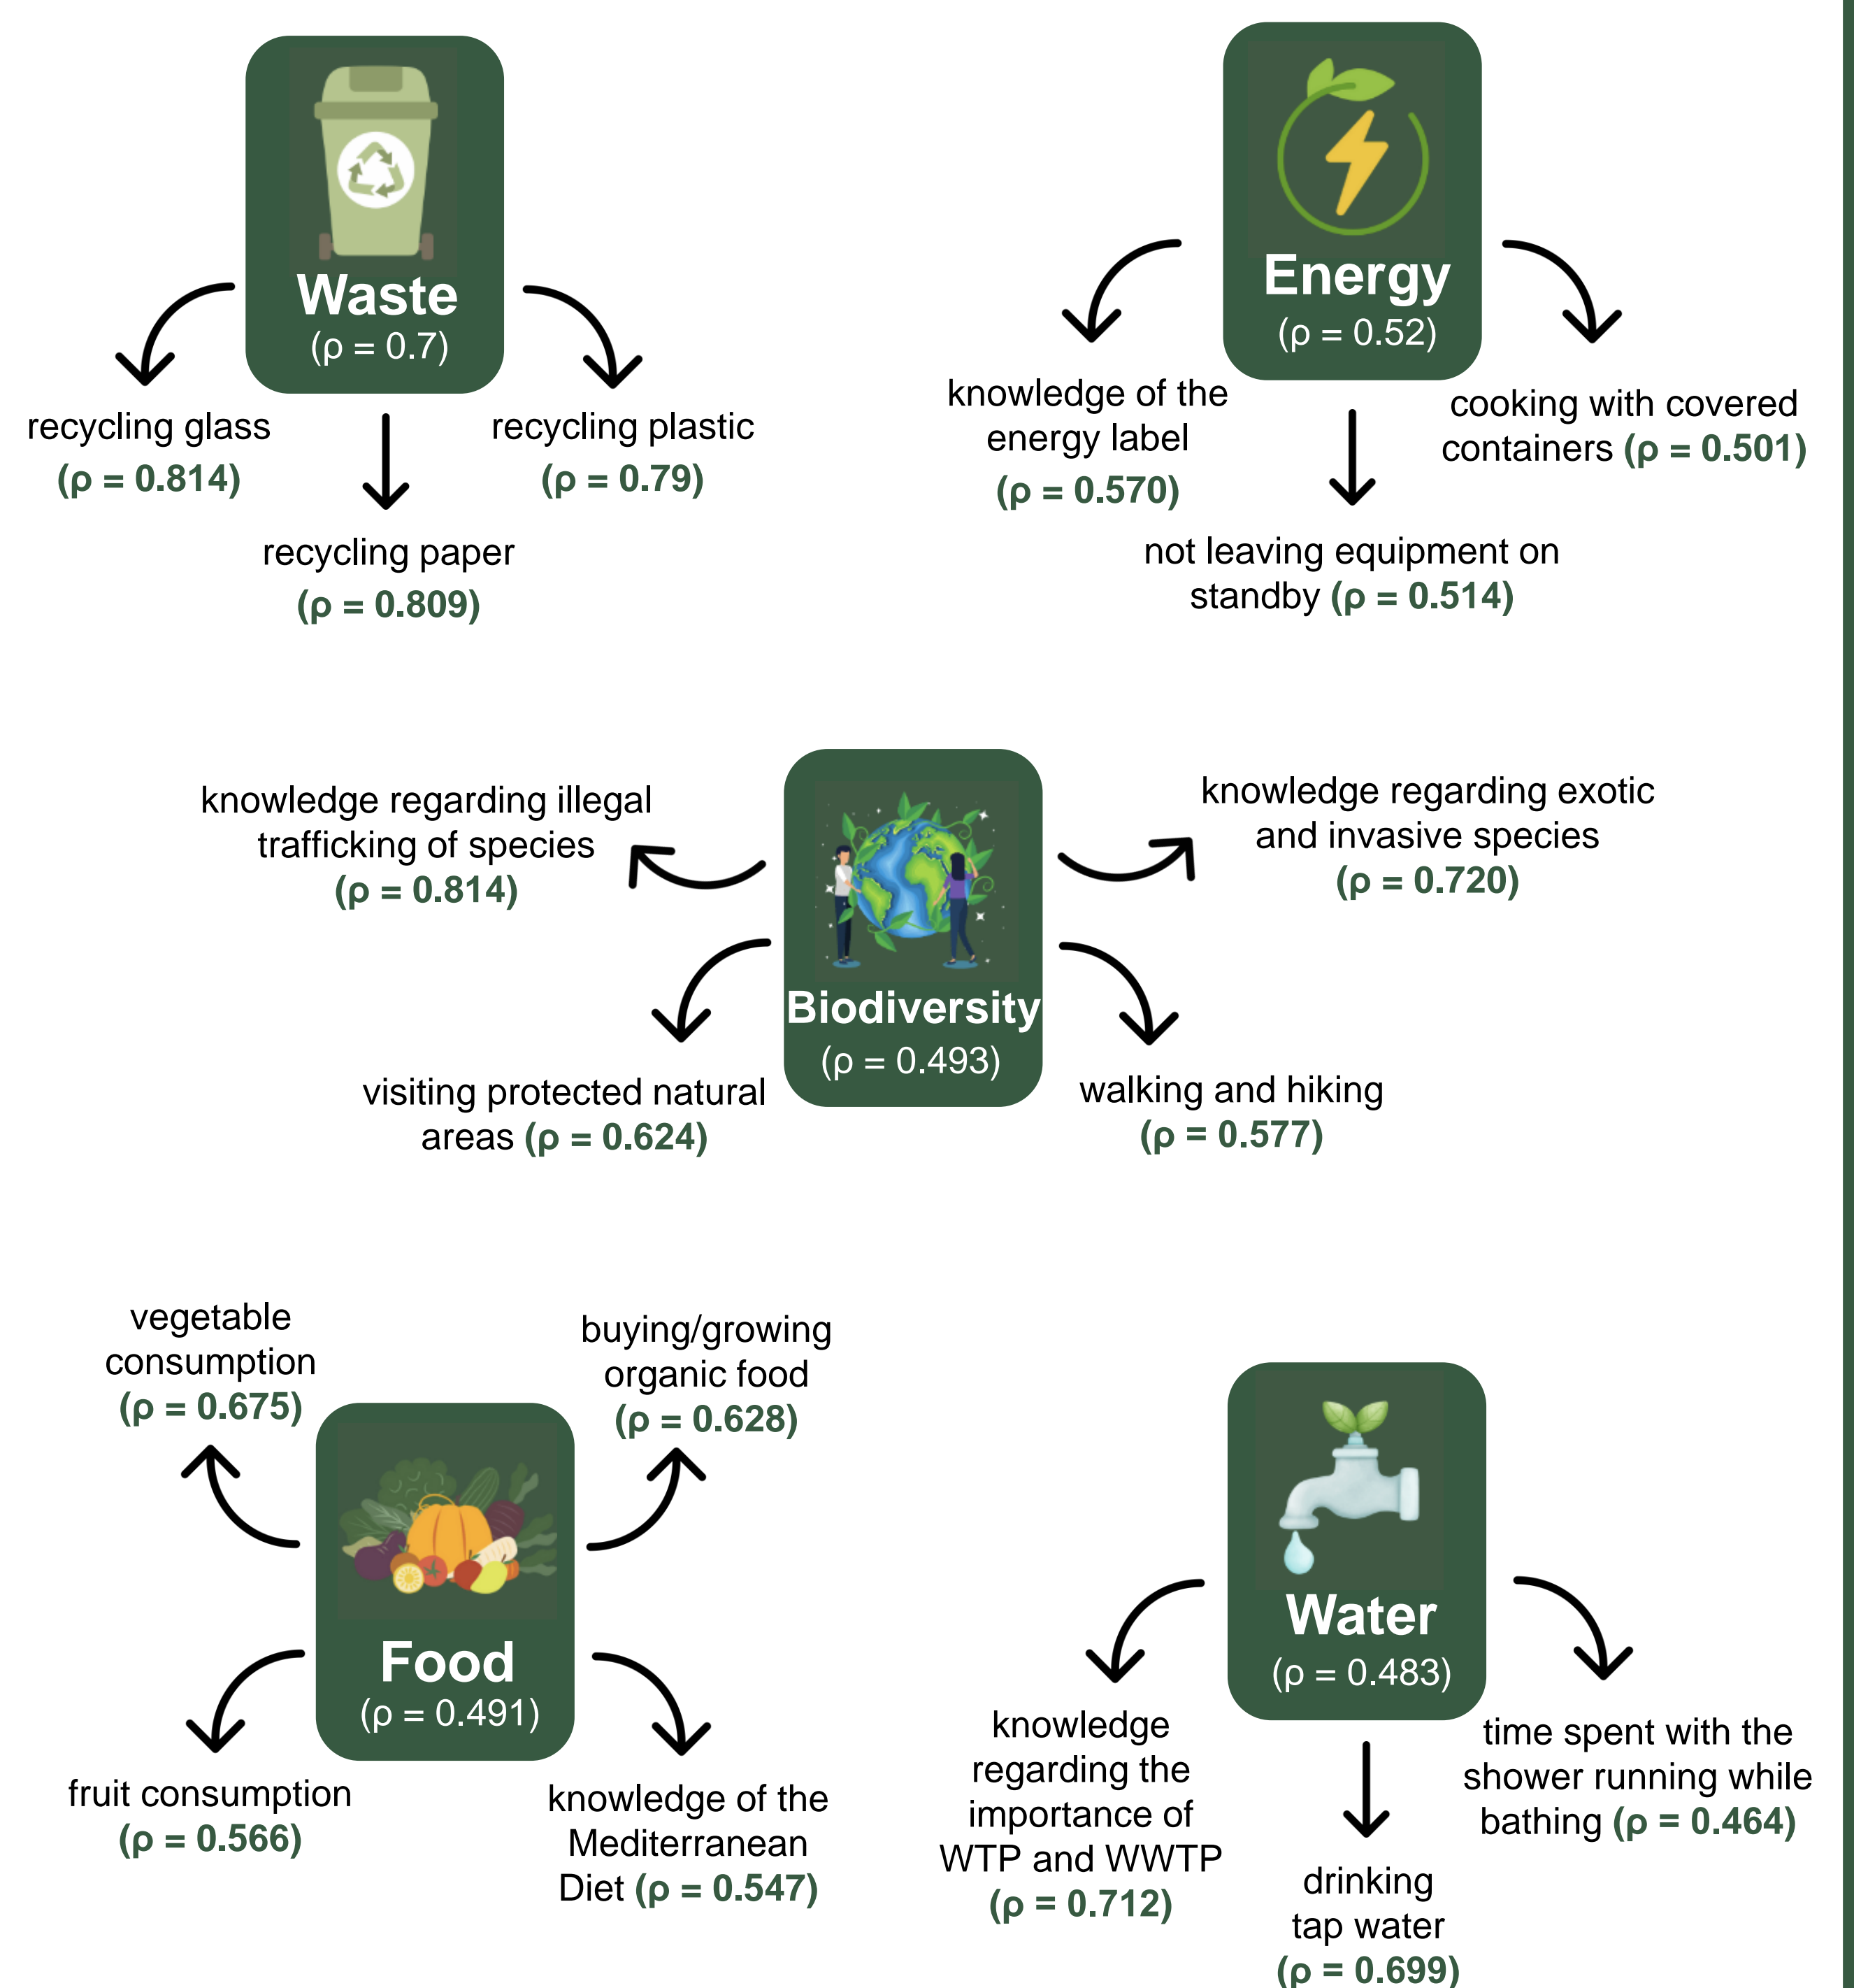 Waste
(ρ = 0.7)
recycling glass
(ρ = 0.814)
recycling paper
(ρ = 0.809)
recycling plastic
(ρ = 0.79)
Energy
(ρ = 0.52)
knowledge of the
energy label
(ρ = 0.570)
not leaving equipment on
standby (ρ = 0.514)
cooking with covered
containers (ρ = 0.501)
knowledge regarding illegal
trafficking of species
(ρ = 0.814)
knowledge regarding exotic
and invasive species
(ρ = 0.720)
Biodiversity
(ρ = 0.493)
visiting protected natural
areas (ρ = 0.624)
walking and hiking
(ρ = 0.577)
vegetable
consumption
(ρ = 0.675)
buying/growing
organic food
(ρ = 0.628)
Food
(ρ = 0.491)
fruit consumption
(ρ = 0.566)
knowledge of the
Mediterranean
Diet (ρ = 0.547)
Water
(ρ = 0.483)
knowledge
regarding the
importance of
WTP and WWTP
(ρ = 0.712)
drinking
tap water
(ρ = 0.699)
time spent with the
shower running while
bathing (ρ = 0.464)